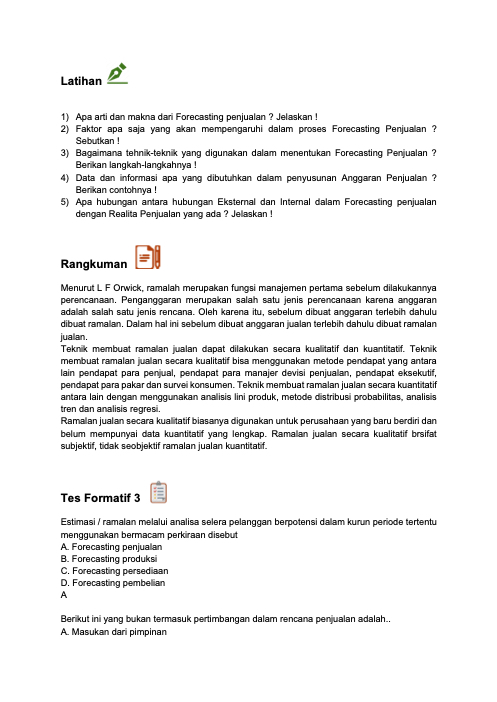 Latihan
1) Apa arti dan makna dari Forecasting penjualan ? Jelaskan !
2) Faktor apa saja yang akan mempengaruhi dalam proses Forecasting Penjualan ?
Sebutkan !
3) Bagaimana tehnik-teknik yang digunakan dalam menentukan Forecasting Penjualan ?
Berikan langkah-langkahnya !
4) Data dan informasi apa yang dibutuhkan dalam penyusunan Anggaran Penjualan ?
Berikan contohnya !
5) Apa hubungan antara hubungan Eksternal dan Internal dalam Forecasting penjualan
dengan Realita Penjualan yang ada ? Jelaskan !
Rangkuman
Menurut L F Orwick, ramalah merupakan fungsi manajemen pertama sebelum dilakukannya
perencanaan. Penganggaran merupakan salah satu jenis perencanaan karena anggaran
adalah salah satu jenis rencana. Oleh karena itu, sebelum dibuat anggaran terlebih dahulu
dibuat ramalan. Dalam hal ini sebelum dibuat anggaran jualan terlebih dahulu dibuat ramalan
jualan.
Teknik membuat ramalan jualan dapat dilakukan secara kualitatif dan kuantitatif. Teknik
membuat ramalan jualan secara kualitatif bisa menggunakan metode pendapat yang antara
lain pendapat para penjual, pendapat para manajer devisi penjualan, pendapat eksekutif,
pendapat para pakar dan survei konsumen. Teknik membuat ramalan jualan secara kuantitatif
antara lain dengan menggunakan analisis lini produk, metode distribusi probabilitas, analisis
tren dan analisis regresi.
Ramalan jualan secara kualitatif biasanya digunakan untuk perusahaan yang baru berdiri dan
belum mempunyai data kuantitatif yang lengkap. Ramalan jualan secara kualitatif brsifat
subjektif, tidak seobjektif ramalan jualan kuantitatif.
Tes Formatif 3
Estimasi / ramalan melalui analisa selera pelanggan berpotensi dalam kurun periode tertentu
menggunakan bermacam perkiraan disebut
A. Forecasting penjualan
B. Forecasting produksi
C. Forecasting persediaan
D. Forecasting pembelian
A
Berikut ini yang bukan termasuk pertimbangan dalam rencana penjualan adalah..
A. Masukan dari pimpinan